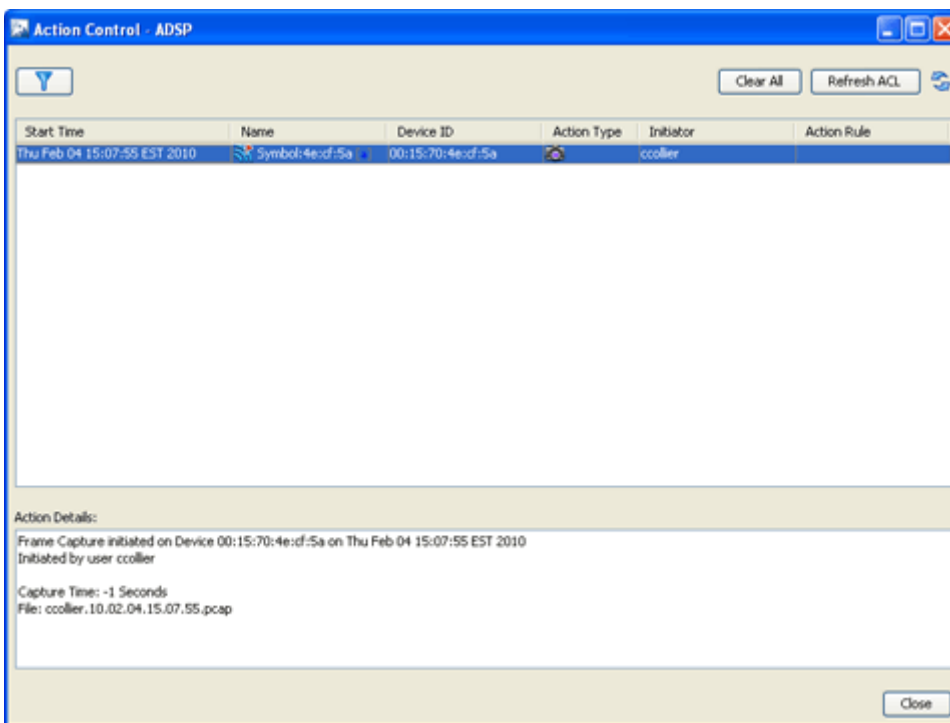 Action Control - ADSP
Clear All Refresh ACL
Start Time Name Device ID Action Type Initiator Action Rule
Thu Feb 04 15:07:55 EST 2010 Symbol:4e:cf:5a 00:15:70:4e:cf:5a ccollier
Action Details:
Frame Capture initiated on Device 00:15:70:4e:cf:5a on Thu Feb 04 15:07:55 EST 2010
Initiated by user ccollier
Capture Time: -1 Seconds
File: ccollier.10.02.04.15.07.55.pcap
Close